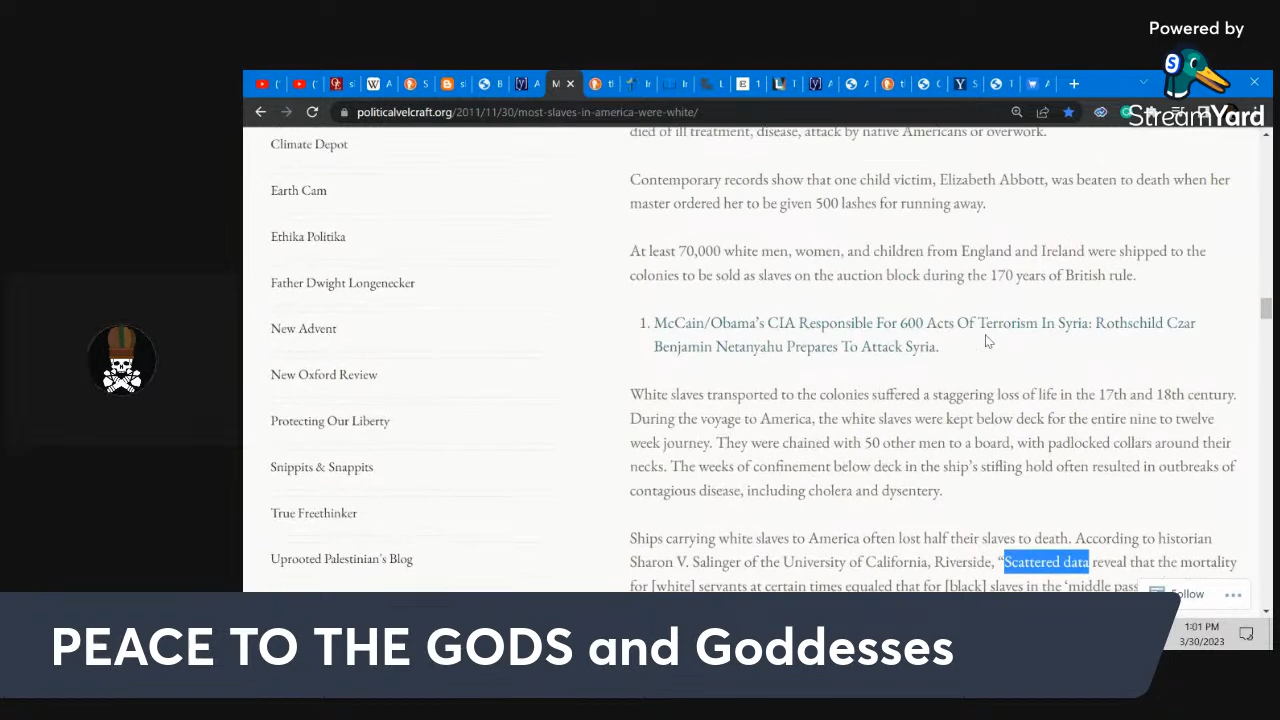 Powered by
StreamYard
politicalvelcraft.org/2011/11/30/most-slaves-in-america-were-white/
Climate Depot
Earth Cam
Ethika Politika
Father Dwight Longenecker
New Advent
New Oxford Review
Protecting Our Liberty
Snippits & Snappits
True Freethinker
Uprooted Palestinian's Blog
died of ill treatment, disease, attack by native Americans or overwork.
Contemporary records show that one child victim, Elizabeth Abbott, was beaten to death when her
master ordered her to be given 500 lashes for running away.
At least 70,000 white men, women, and children from England and Ireland were shipped to the
colonies to be sold as slaves on the auction block during the 170 years of British rule.
1. McCain/Obama's CIA Responsible For 600 Acts Of Terrorism In Syria: Rothschild Czar
Benjamin Netanyahu Prepares To Attack Syria.
White slaves transported to the colonies suffered a staggering loss of life in the 17th and 18th century.
During the voyage to America, the white slaves were kept below deck for the entire nine to twelve
week journey. They were chained with 50 other men to a board, with padlocked collars around their
necks. The weeks of confinement below deck in the ship's stifling hold often resulted in outbreaks of
contagious disease, including cholera and dysentery.
Ships carrying white slaves to America often lost half their slaves to death. According to historian
Sharon V. Salinger of the University of California, Riverside, “Scattered data reveal that the mortality
for [white] servants at certain times equaled that for [black] slaves in the ‘middle pass
Follow
1:01 PM
3/30/2023
PEACE TO THE GODS and Goddesses